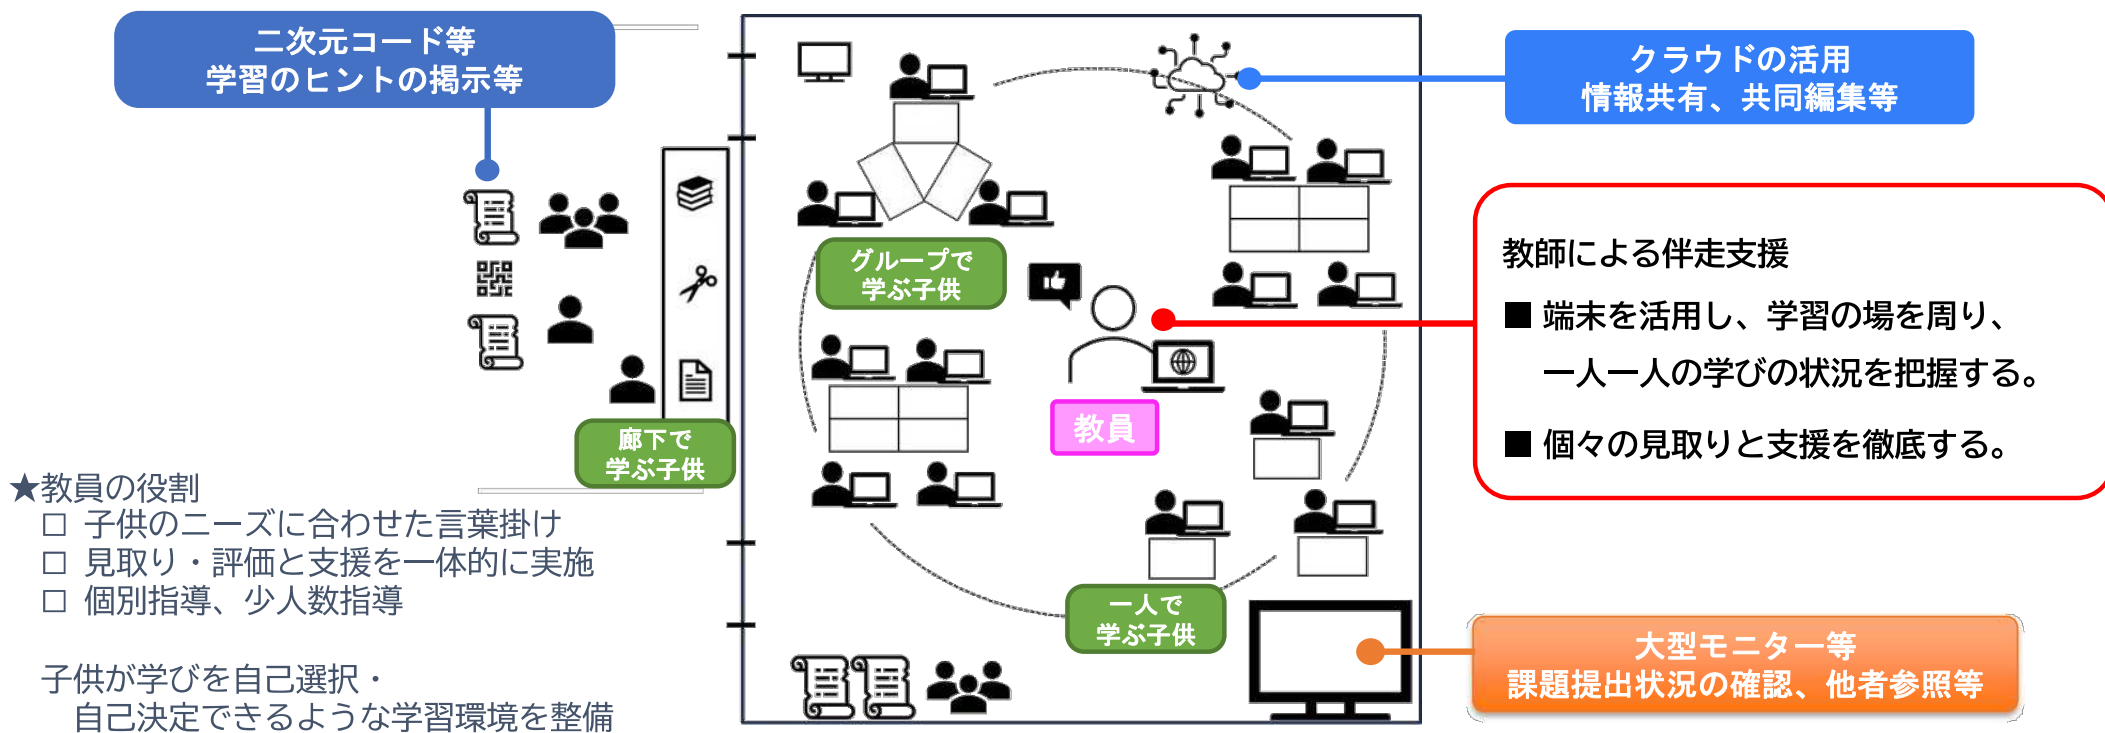 二次元コード等
学習のヒントの掲示等
クラウドの活用
情報共有、共同編集等
グループで
学ぶ子供
教師による伴走支援
■ 端末を活用し、学習の場を周り、
一人一人の学びの状況を把握する。
■ 個々の見取りと支援を徹底する。
教員
廊下で
学ぶ子供
★教員の役割
□ 子供のニーズに合わせた言葉掛け
□ 見取り・評価と支援を一体的に実施
□ 個別指導、少人数指導
子供が学びを自己選択・
自己決定できるような学習環境を整備
一人で
学ぶ子供
大型モニター等
課題提出状況の確認、他者参照等